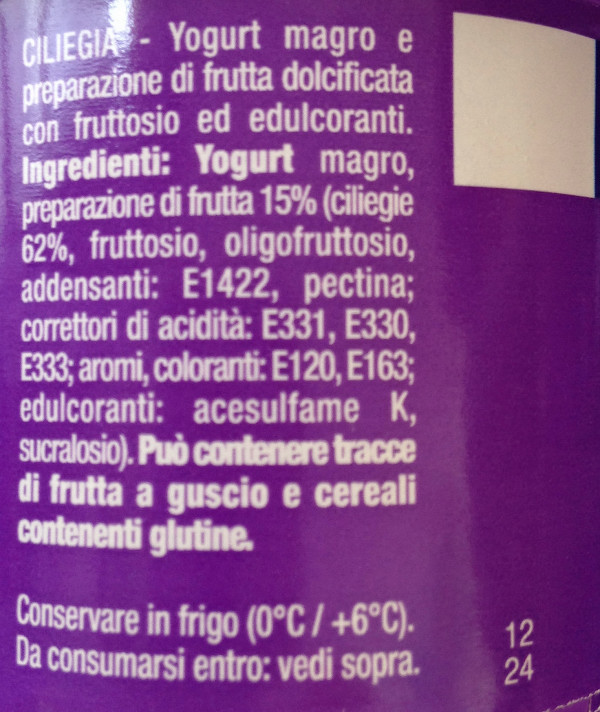 CILIEGIA - Yogurt magro e
preparazione di frutta dolcificata
con fruttosio ed edulcoranti.
Ingredienti: Yogurt magro,
preparazione di frutta 15% (ciliegie
62%, fruttosio, oligofruttosio,
addensanti: E1422, pectina;
correttori di acidità: E331, E330,
E333; aromi, coloranti: E120, E163;
edulcoranti: acesulfame K,
sucralosio). Può contenere tracce
di frutta a guscio e cereali
contenenti glutine.
Conservare in frigo (0°C / +6°C).
Da consumarsi entro: vedi sopra.
12
24